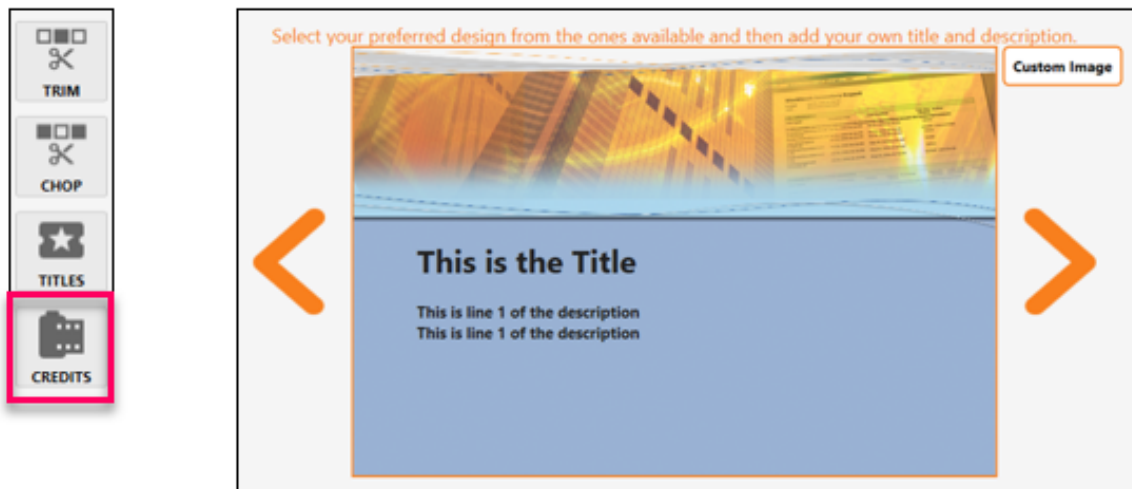 TRIM
CHOP
TITLES
CREDITS
Select your preferred design from the ones available and then add your own title and description.
Custom Image
This is the Title
This is line 1 of the description
This is line 1 of the description